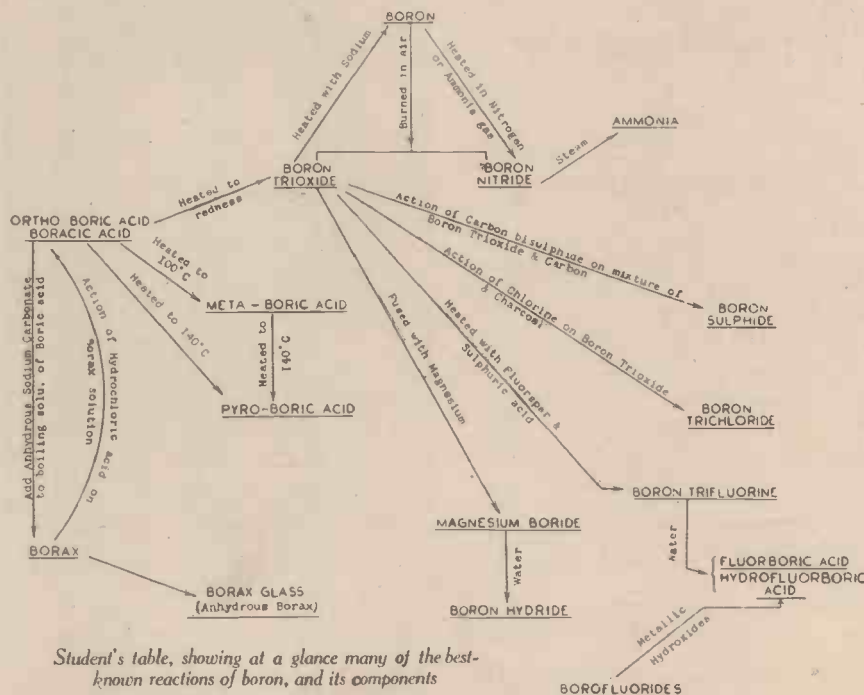 BORON
Heated with Sodium
Burned in Air
Heated in Nitrogen
or Ammonia gas
AMMONIA
Steam
BORON
TRIOXIDE
BORON
NITRIDE
Heated to
redness
ORTHO BORIC ACID
BORACIC ACID
Heated to
100°C
Heated to 140°C
META - BORIC ACID
Heated to
140°C
PYRO-BORIC ACID
Add Anhydrous Sodium Carbonate
to boiling solu. of Boric acid
Action of Hydrochloric acid on
Borax solution
BORAX
BORAX GLASS
(Anhydrous Borax)
Action of Carbon bisulphide on mixture of
Boron Trioxide & Carbon
BORON
SULPHIDE
Action of Chlorine on Boron Trioxide
& Charcoal
BORON
TRICHLORIDE
Heated with Fluorspar &
Sulphuric acid
BORON TRIFLUORINE
Fused with Magnesium
MAGNESIUM BORIDE
Water
BORON HYDRIDE
Water
FLUORBORIC ACID
HYDROFLUORBORIC
ACID
Metallic
Hydroxides
BOROFLUORIDES
Student's table, showing at a glance many of the best-
known reactions of boron, and its components